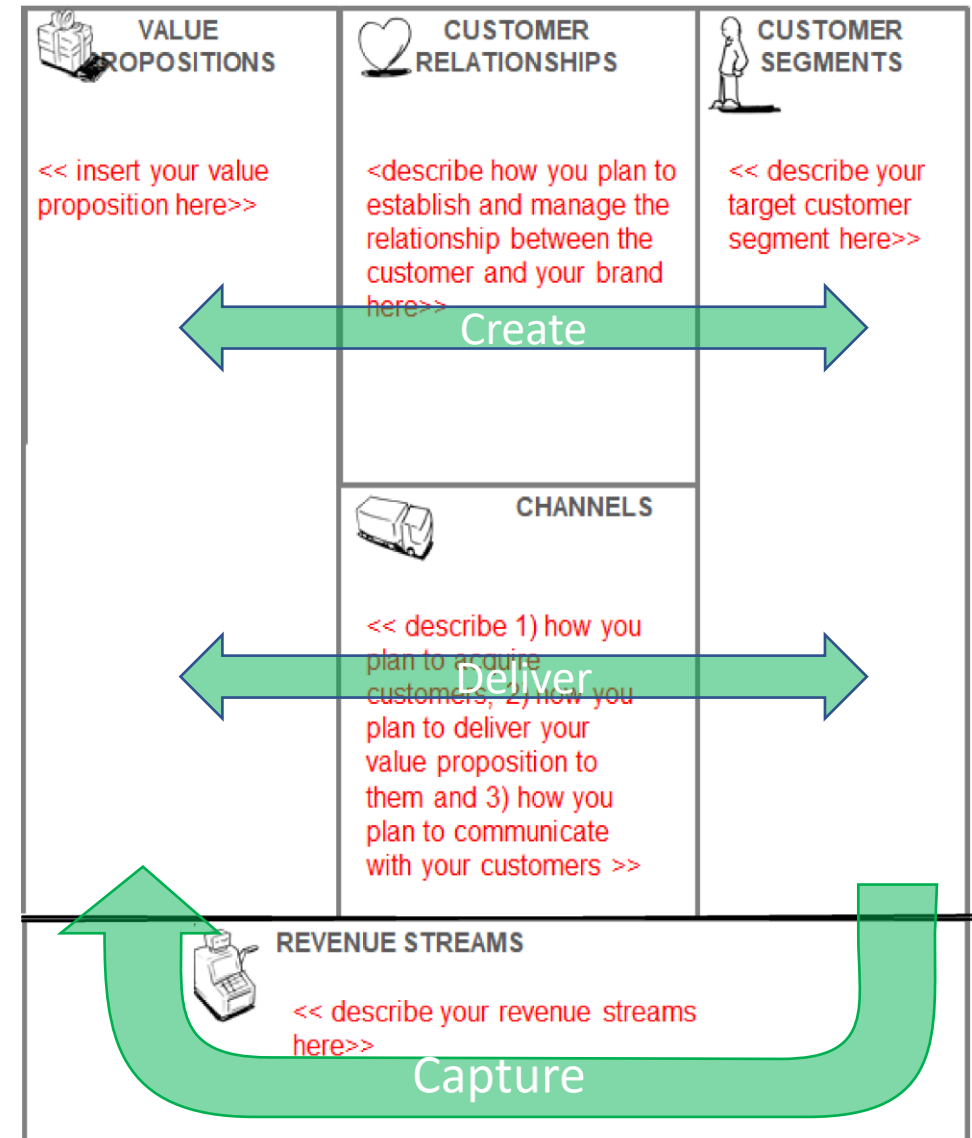 VALUE
PROPOSITIONS
<< insert your value
proposition here>>
CUSTOMER
RELATIONSHIPS
<describe how you plan to
establish and manage the
relationship between the
customer and your brand
here>>
CUSTOMER
SEGMENTS
<< describe your
target customer
segment here>>
Create
CHANNELS
<< describe 1) how you
plan to acquire
customers, 2) how you
plan to deliver your
value proposition to
them and 3) how you
plan to communicate
with your customers >>
Deliver
REVENUE STREAMS
<< describe your revenue streams
here>>
Capture